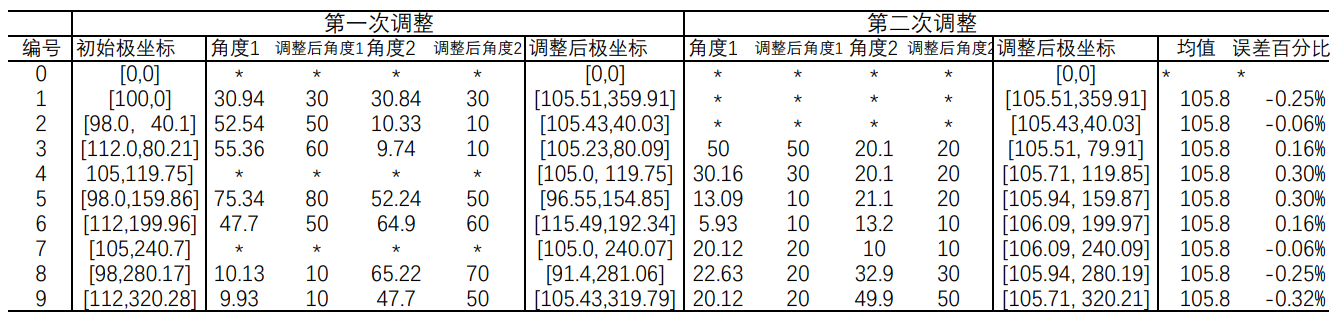 第一次调整 第二次调整
编号 初始极坐标 角度1 调整后角度1 角度2 调整后角度2 调整后极坐标 角度1 调整后角度1 角度2 调整后角度2 调整后极坐标 均值 误差百分比
0 [0,0] * * * * [0,0] * * * * [0,0] * *
1 [100,0] 30.94 30 30.84 30 [105.51,359.91] * * * * [105.51,359.91] 105.8 -0.25%
2 [98.0, 40.1] 52.54 50 10.33 10 [105.43,40.03] * * * * [105.43,40.03] 105.8 -0.06%
3 [112.0,80.21] 55.36 60 9.74 10 [105.23,80.09] 50 50 20.1 20 [105.51, 79.91] 105.8 0.16%
4 105,119.75] * * * * [105.0, 119.75] 30.16 30 20.1 20 [105.71, 119.85] 105.8 0.30%
5 [98.0,159.86] 75.34 80 52.24 50 [96.55,154.85] 13.09 10 21.1 20 [105.94, 159.87] 105.8 0.30%
6 [112,199.96] 47.7 50 64.9 60 [115.49,192.34] 5.93 10 13.2 10 [106.09, 199.97] 105.8 0.16%
7 [105,240.7] * * * * [105.0, 240.07] 20.12 20 10 10 [106.09, 240.09] 105.8 -0.06%
8 [98,280.17] 10.13 10 65.22 70 [91.4,281.06] 22.63 20 32.9 30 [105.94, 280.19] 105.8 -0.25%
9 [112,320.28] 9.93 10 47.7 50 [105.43,319.79] 20.12 20 49.9 50 [105.71, 320.21] 105.8 -0.32%